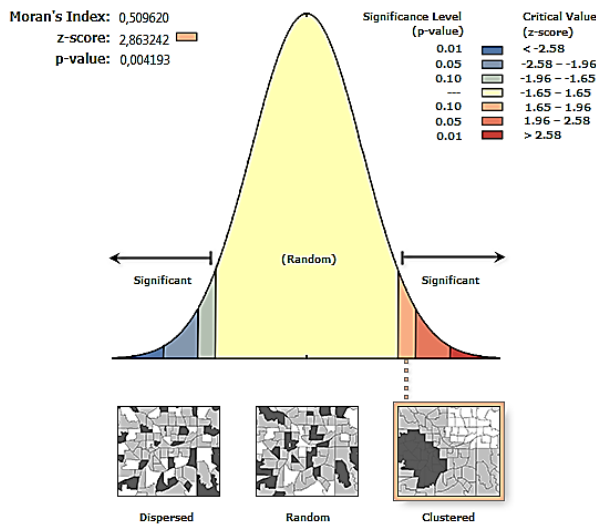 Moran's Index: 0,509620
z-score: 2,863242
p-value: 0,004193
Significance Level (p-value)
Critical Value (z-score)
0.01 < -2.58
0.05 -2.58 – -1.96
0.10 -1.96 – -1.65
--- -1.65 – 1.65
0.10 1.65 – 1.96
0.05 1.96 – 2.58
0.01 > 2.58
Significant
(Random)
Significant
Dispersed
Random
Clustered